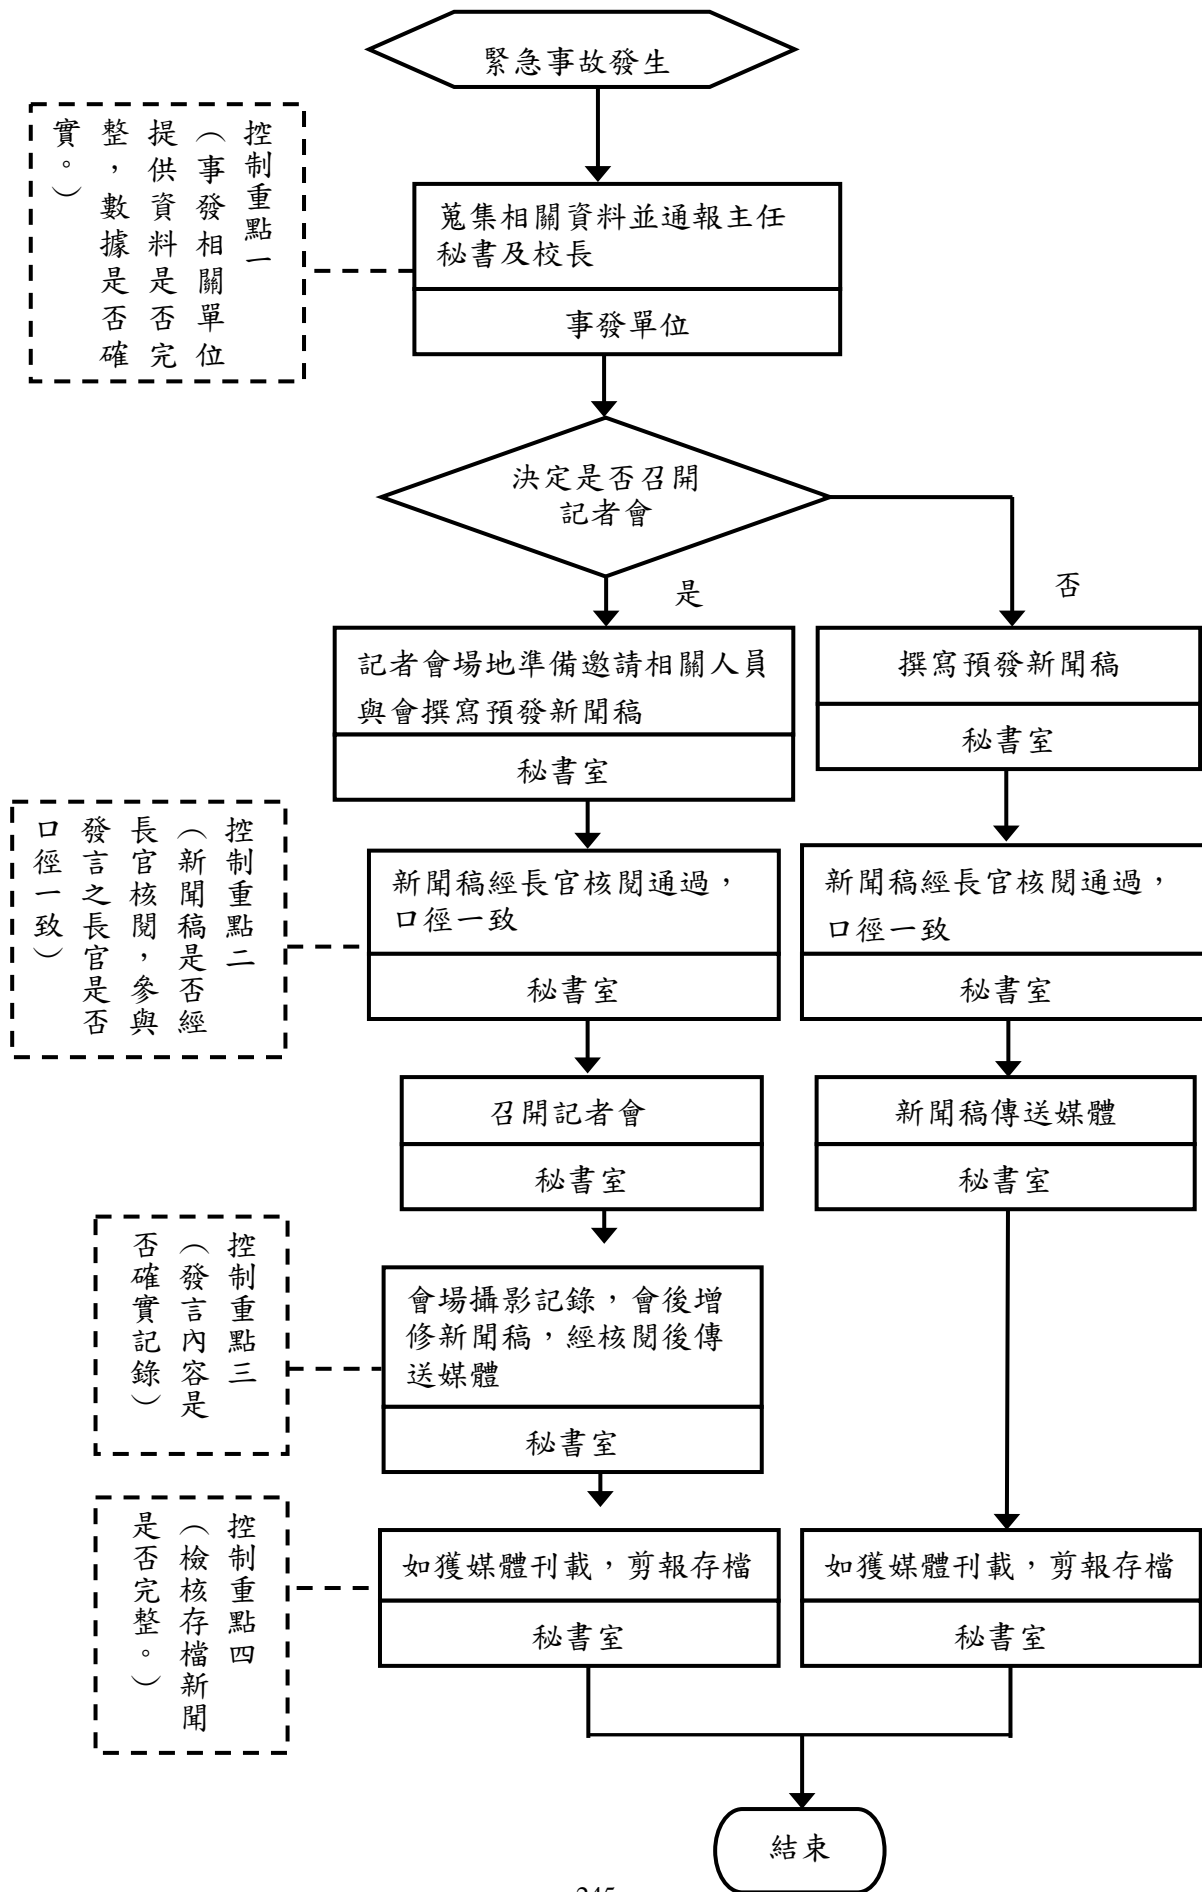 緊急事故發生
控制重點一
（事發相關單位
提供資料是否完
整，數據是否確
實。）
蒐集相關資料並通報主任
秘書及校長
事發單位
決定是否召開
記者會
是
否
記者會場地準備邀請相關人員
與會撰寫預發新聞稿
秘書室
撰寫預發新聞稿
秘書室
控制重點二
（新聞稿是否經
長官核閱，參與
發言之長官是否
口徑一致）
新聞稿經長官核閱通過，
口徑一致
秘書室
新聞稿經長官核閱通過，
口徑一致
秘書室
召開記者會
秘書室
新聞稿傳送媒體
秘書室
控制重點三
（發言內容是
否確實記錄）
會場攝影記錄，會後增
修新聞稿，經核閱後傳
送媒體
秘書室
控制重點四
（檢核存檔新聞
是否完整。）
如獲媒體刊載，剪報存檔
秘書室
如獲媒體刊載，剪報存檔
秘書室
結束
245